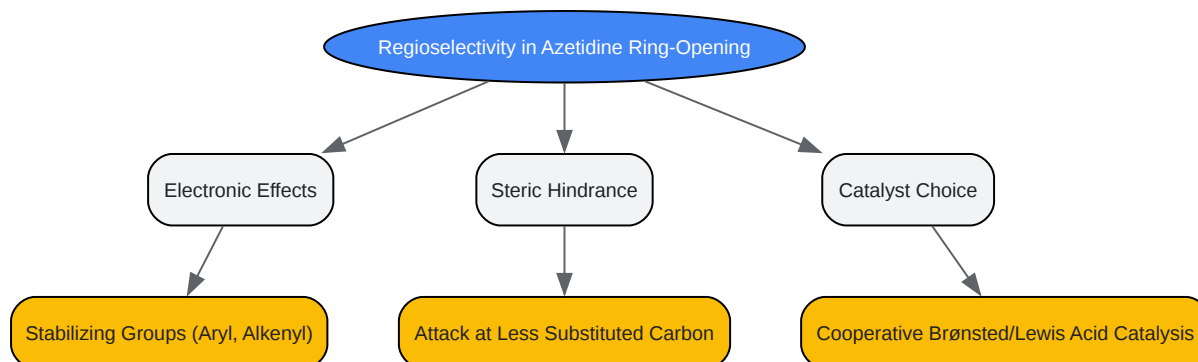 Regioselectivity in Azetidine Ring-Opening
Electronic Effects
Steric Hindrance
Catalyst Choice
Stabilizing Groups (Aryl, Alkenyl)
Attack at Less Substituted Carbon
Cooperative Brønsted/Lewis Acid Catalysis